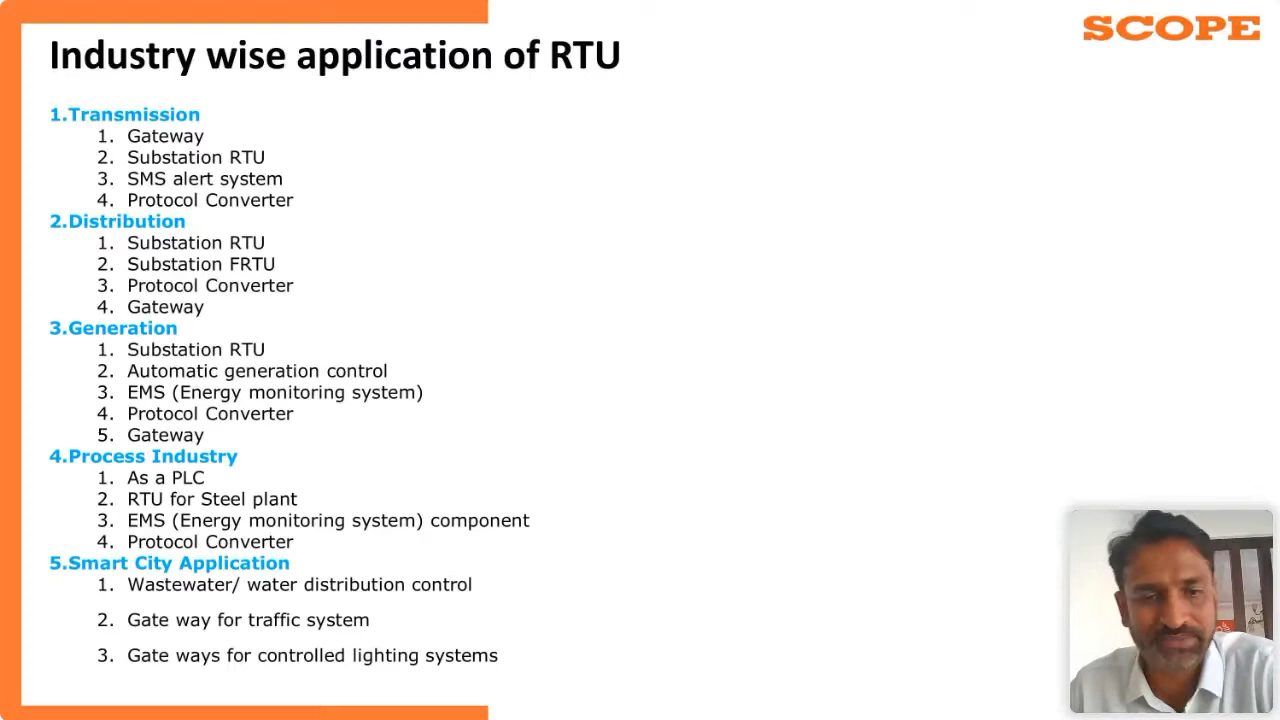 SCOPE
Industry wise application of RTU
1.Transmission
1. Gateway
2. Substation RTU
3. SMS alert system
4. Protocol Converter
2.Distribution
1. Substation RTU
2. Substation FRTU
3. Protocol Converter
4. Gateway
3.Generation
1. Substation RTU
2. Automatic generation control
3. EMS (Energy monitoring system)
4. Protocol Converter
5. Gateway
4.Process Industry
1. As a PLC
2. RTU for Steel plant
3. EMS (Energy monitoring system) component
4. Protocol Converter
5.Smart City Application
1. Wastewater/ water distribution control
2. Gate way for traffic system
3. Gate ways for controlled lighting systems